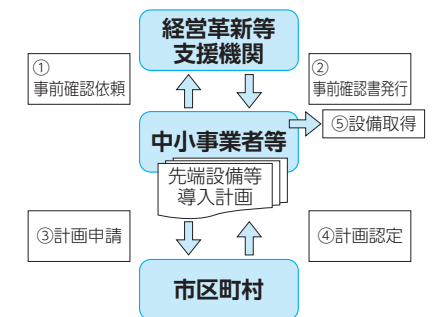 経営革新等
支援機関
①
事前確認依頼
②
事前確認書発行
⑤設備取得
中小事業者等
先端設備等
導入計画
③計画申請
④計画認定
市区町村